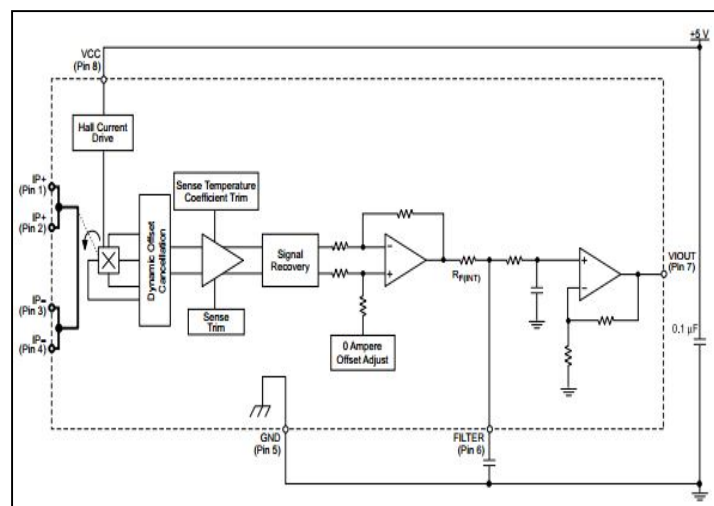 +5 V
VCC
(Pin 8)
Hall Current
Drive
IP+
(Pin 1)
IP+
(Pin 2)
IP−
(Pin 3)
IP−
(Pin 4)
Dynamic Offset
Cancellation
Sense Temperature
Coefficient Trim
Sense
Trim
Signal
Recovery
0 Ampere
Offset Adjust
RF(INT)
VIOUT
(Pin 7)
0.1 µF
GND
(Pin 5)
FILTER
(Pin 6)